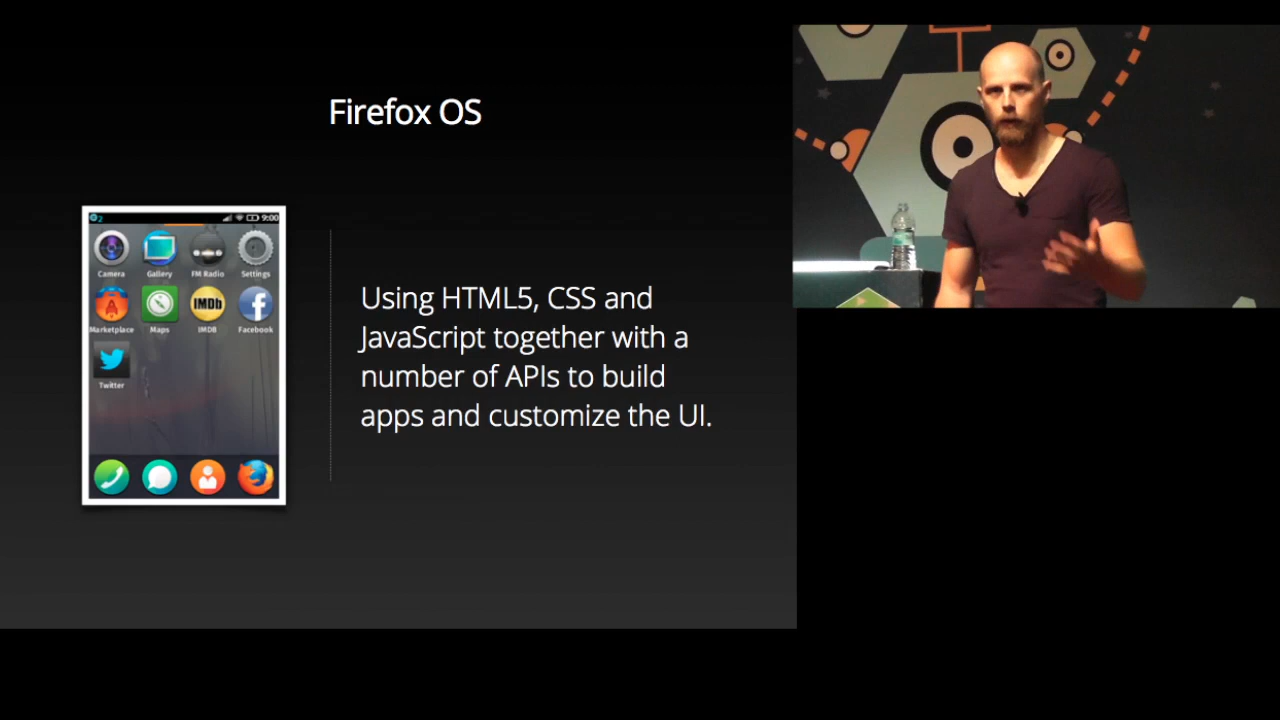 Firefox OS
O2
9:00
Camera Gallery FM Radio Settings
IMDb
Marketplace Maps IMDB Facebook
Twitter
Using HTML5, CSS and
JavaScript together with a
number of APIs to build
apps and customize the UI.